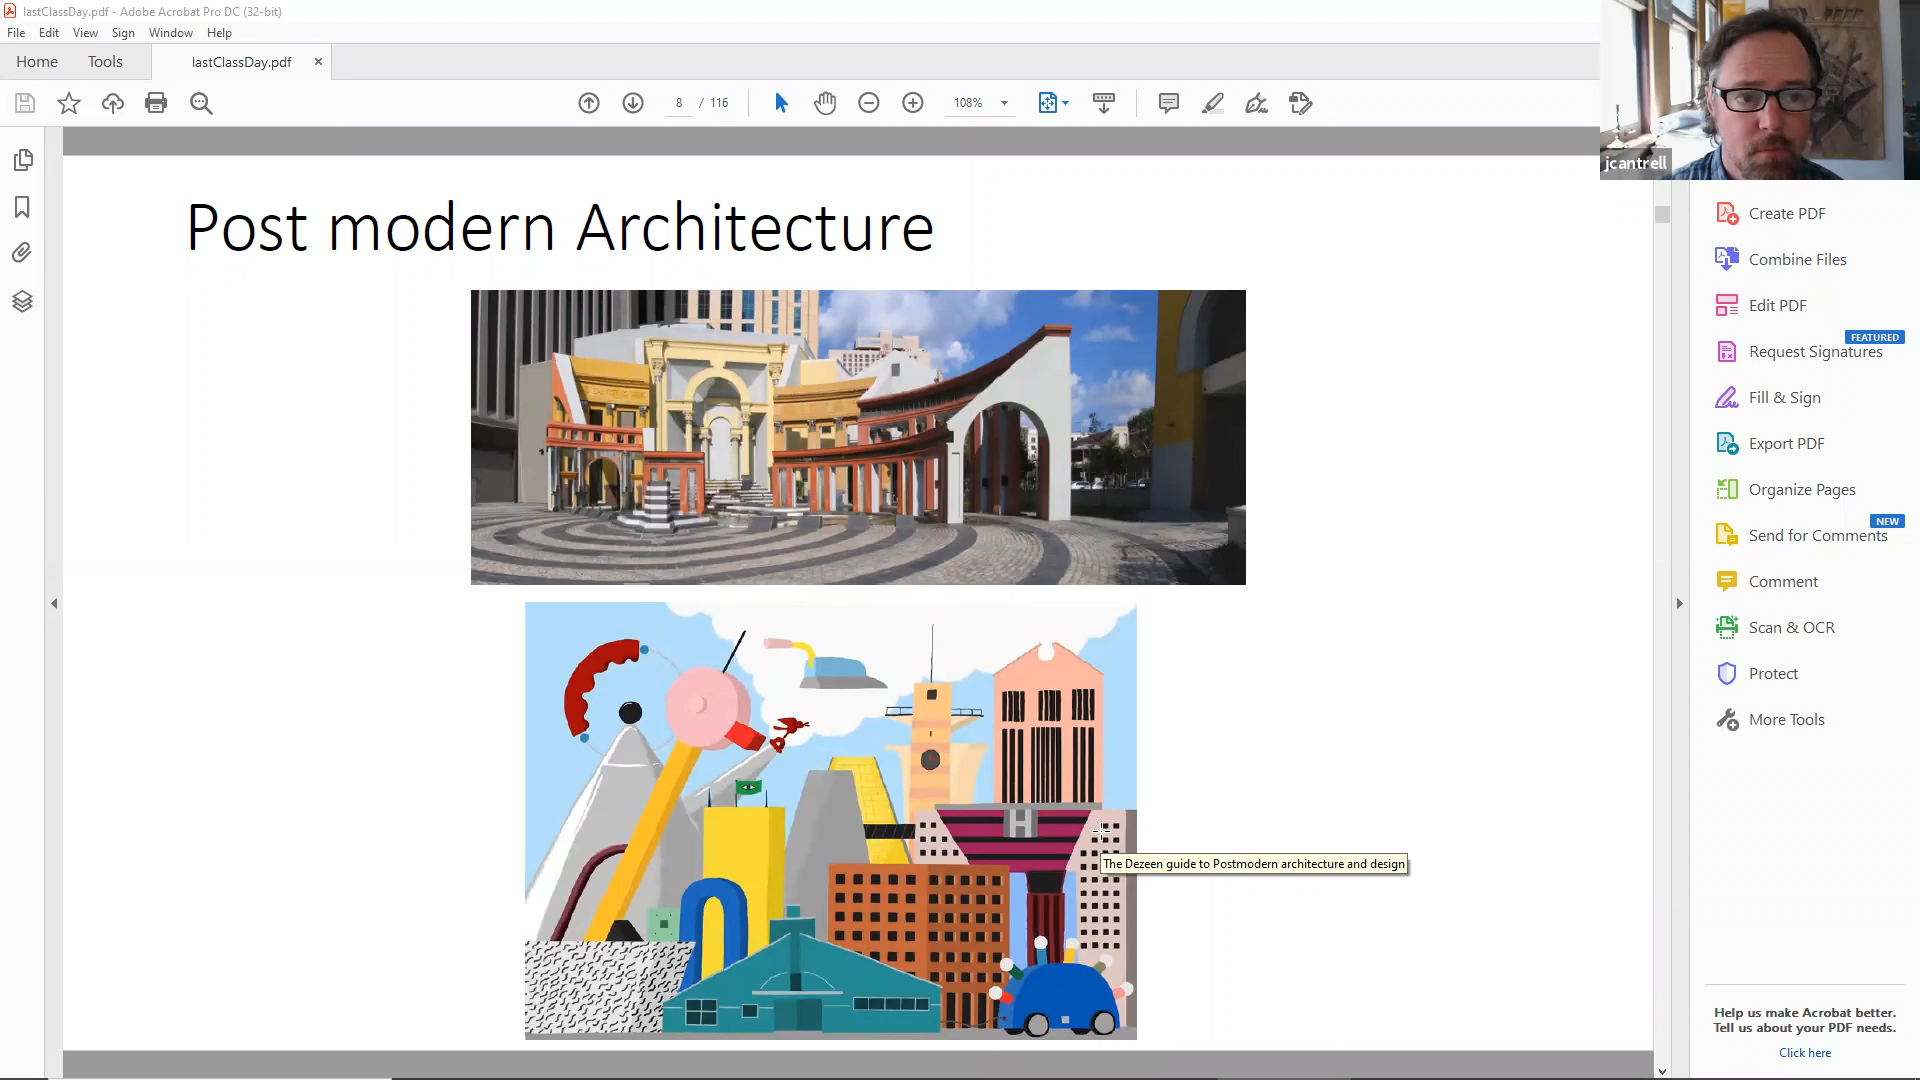 lastClassDay.pdf - Adobe Acrobat Pro DC (32-bit)
File Edit View Sign Window Help
Home Tools lastClassDay.pdf ×
8 / 116 108%
jcantrell
Post modern Architecture
The Dezeen guide to Postmodern architecture and design
Create PDF
Combine Files
Edit PDF
FEATURED
Request Signatures
Fill & Sign
Export PDF
Organize Pages
NEW
Send for Comments
Comment
Scan & OCR
Protect
More Tools
Help us make Acrobat better.
Tell us about your PDF needs.
Click here